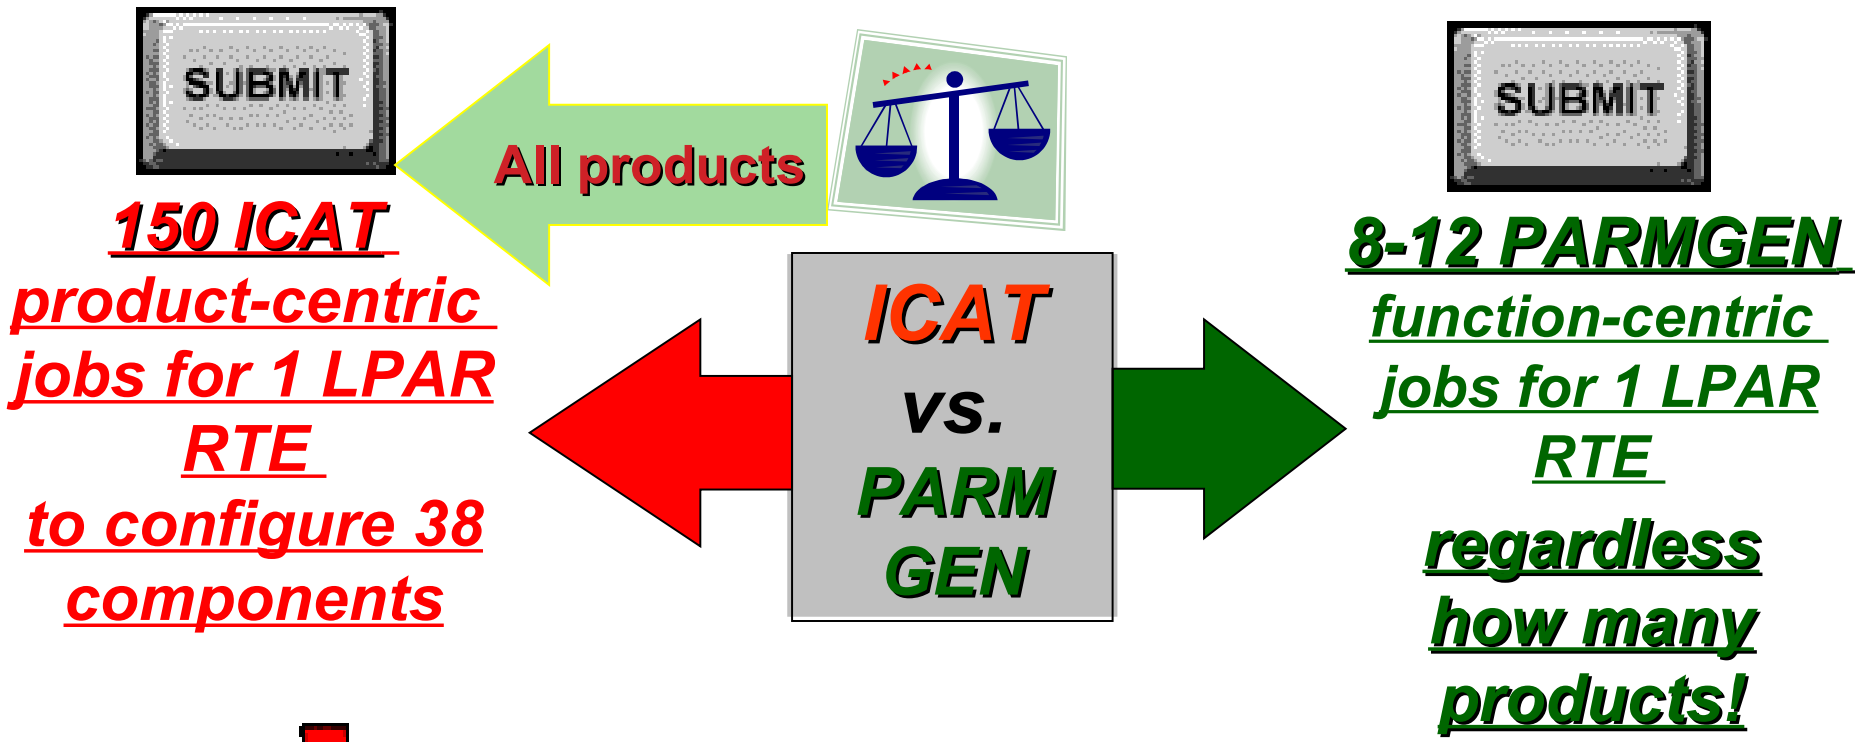 SUBMIT
150 ICAT
product-centric
jobs for 1 LPAR
RTE
to configure 38
components
All products
ICAT
vs.
PARM
GEN
SUBMIT
8-12 PARMGEN
function-centric
jobs for 1 LPAR
RTE
regardless
how many
products!